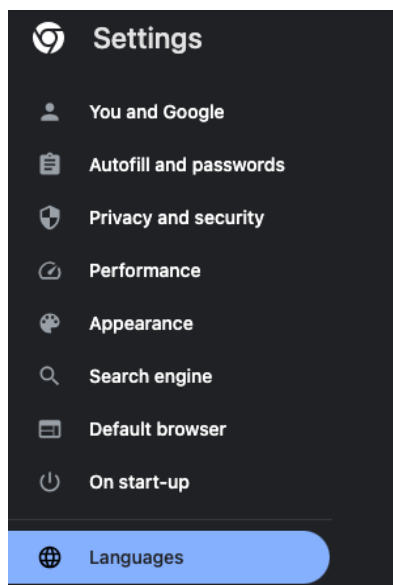 Settings
You and Google
Autofill and passwords
Privacy and security
Performance
Appearance
Search engine
Default browser
On start-up
Languages